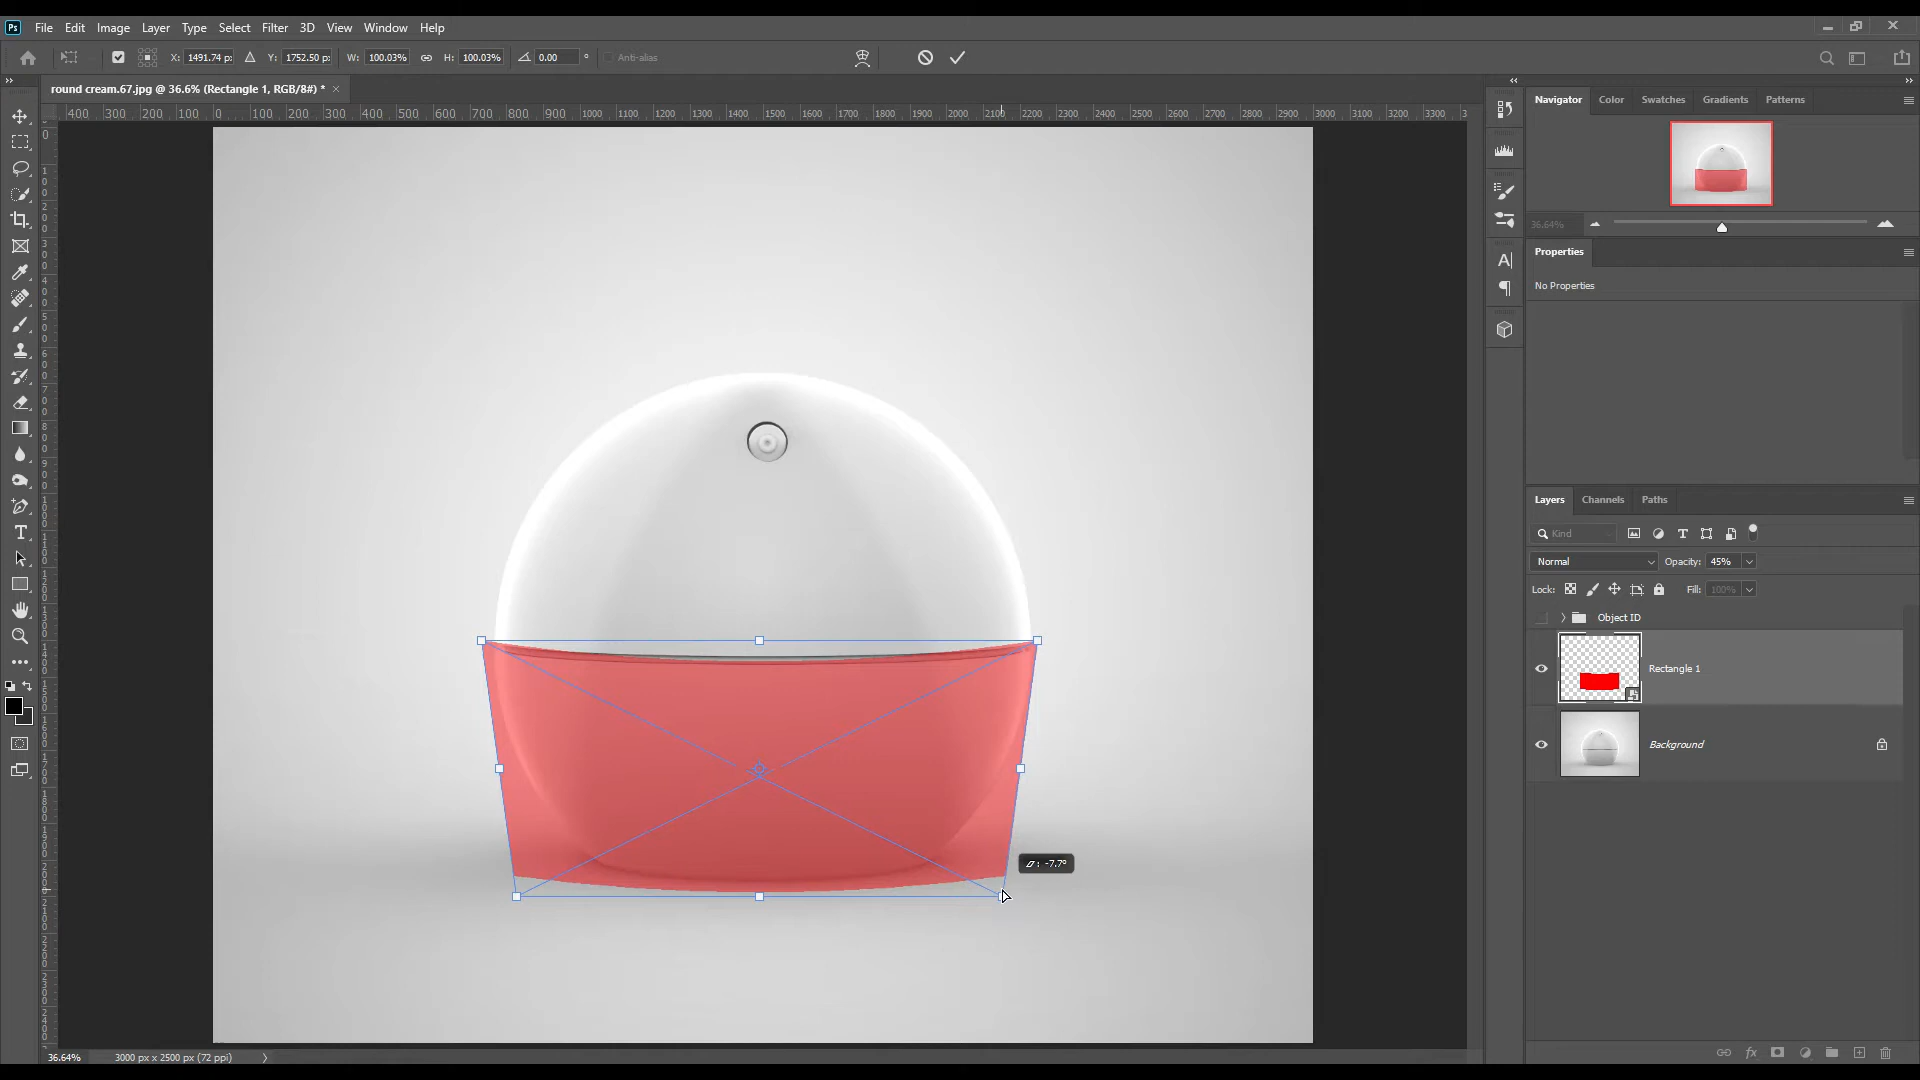 Ps File Edit Image Layer Type Select Filter 3D View Window Help
X: 1491.74 p: Y: 1752.50 p: W: 100.03% H: 100.03% 0.00 ° Anti-alias
round cream.67.jpg @ 36.6% (Rectangle 1, RGB/8#) * ×
400 300 200 100 0 100 200 300 400 500 600 700 800 900 1000 1100 1200 1300 1400 1500 1600 1700 1800 1900 2000 2100 2200 2300 2400 2500 2600 2700 2800 2900 3000 3100 3200 3300 3
Navigator Color Swatches Gradients Patterns
36.64%
Properties
No Properties
Layers Channels Paths
Kind
Normal Opacity: 45%
Lock: Fill: 100%
Object ID
Rectangle 1
Background
-7.7°
36.64% 3000 px x 2500 px (72 ppi)